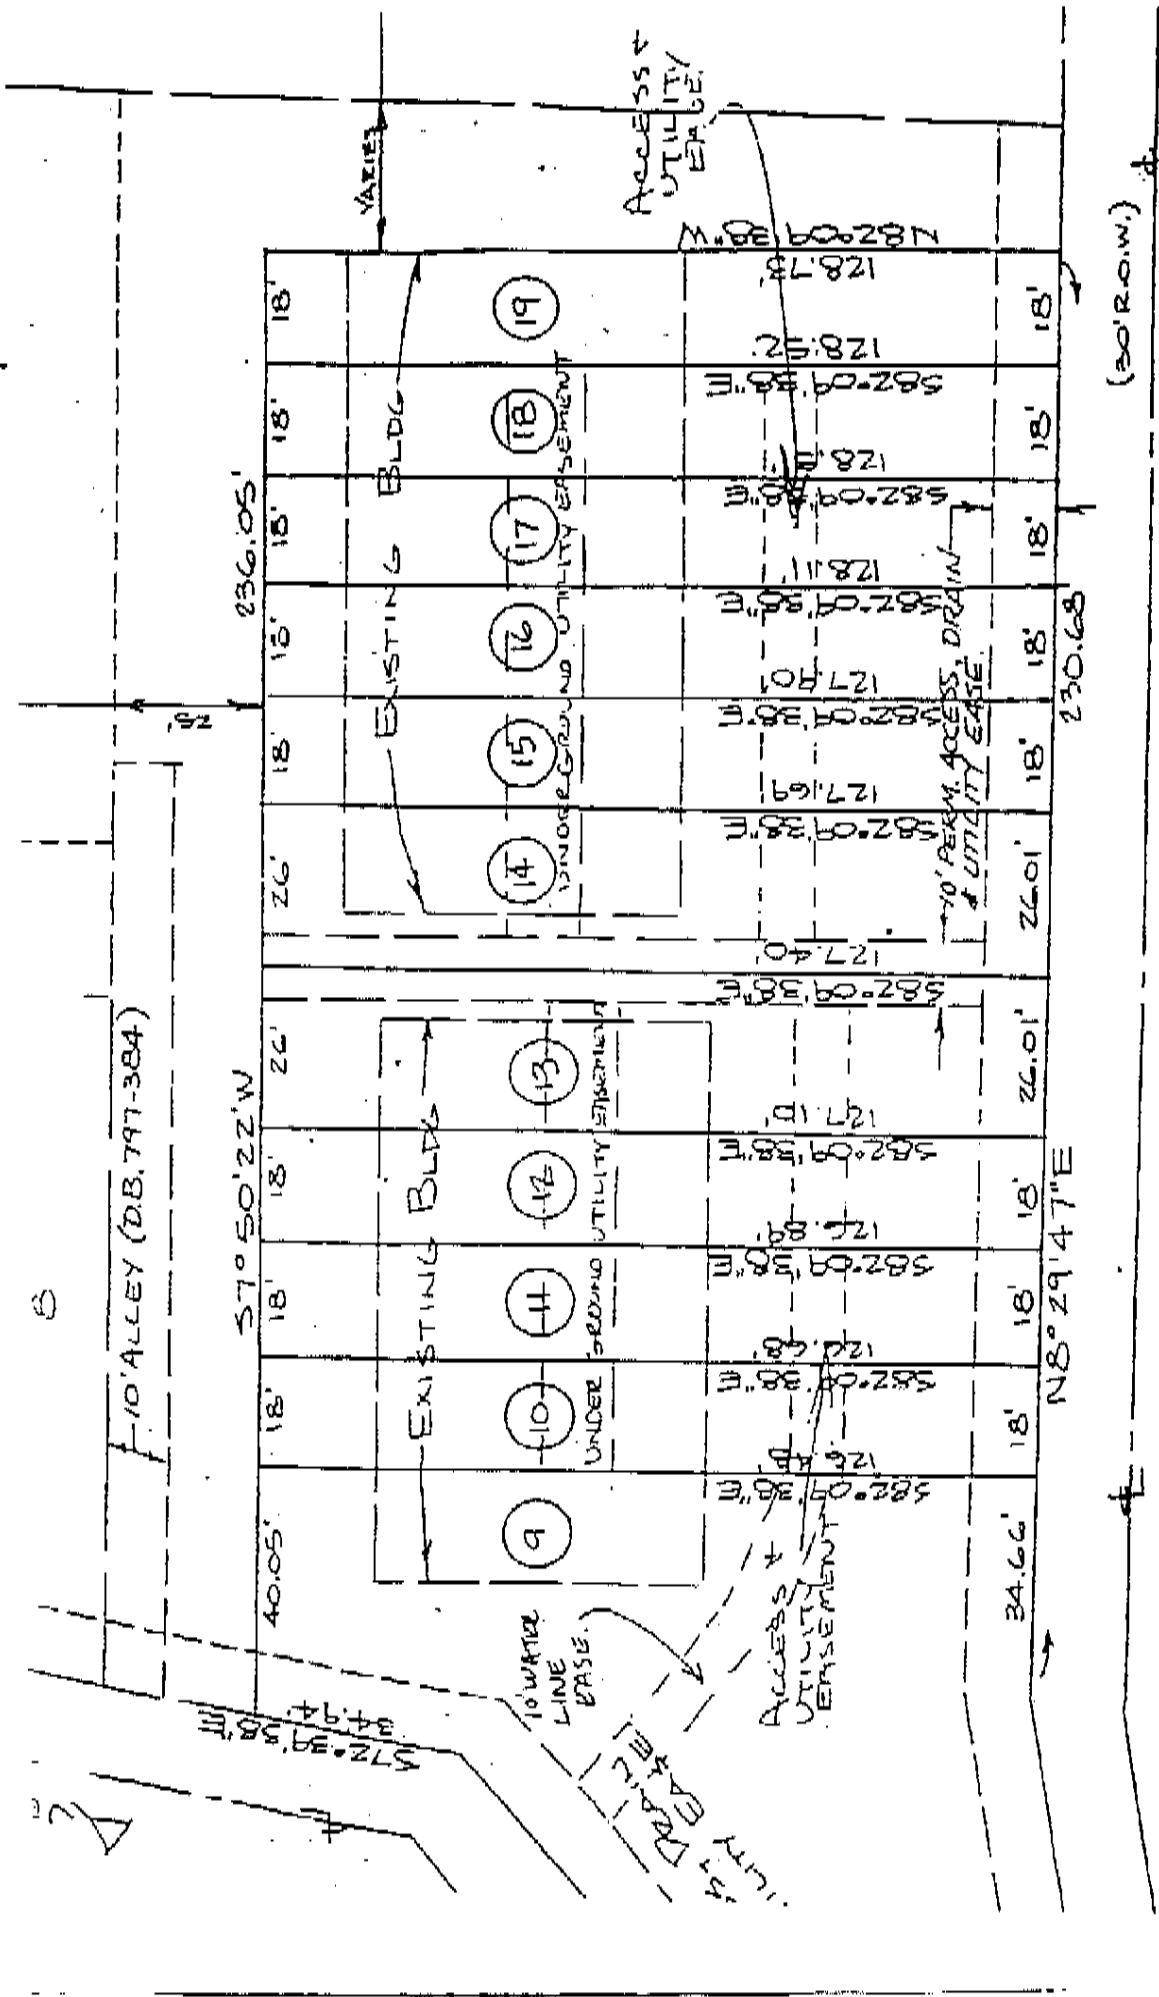 10' ALLEY (D.B. 797-384)
S7°50'22"W
236.05'
25'
VARIES
40.05'
18'
18'
18'
26'
26'
18'
18'
18'
18'
18'
EXISTING BLDG
EXISTING BLDG
9
10
11
12
13
14
15
16
17
18
19
UNDER GROUND UTILITY EASEMENT
UNDERGROUND UTILITY EASEMENT
S82°09'38"E
S82°09'38"E
126.68'
S82°09'38"E
126.89'
S82°09'38"E
127.10'
S82°09'38"E
127.40'
S82°09'38"E
127.69'
S82°09'38"E
127.90'
S82°09'38"E
128.11'
S82°09'38"E
S82°09'38"E
128.52'
N82°09'38"W
128.73'
ACCESS &
UTILITY
EASE.
10' PERM. ACCESS, DRAIN
& UTILITY EASE.
10' WATER
LINE
EASE.
ACCESS &
UTILITY
EASEMENT
34.66'
18'
18'
18'
26.01'
26.01'
18'
18'
18'
18'
18'
N8°29'47"E
230.68
(30' R.O.W.)
S72°39'38"E
34.94